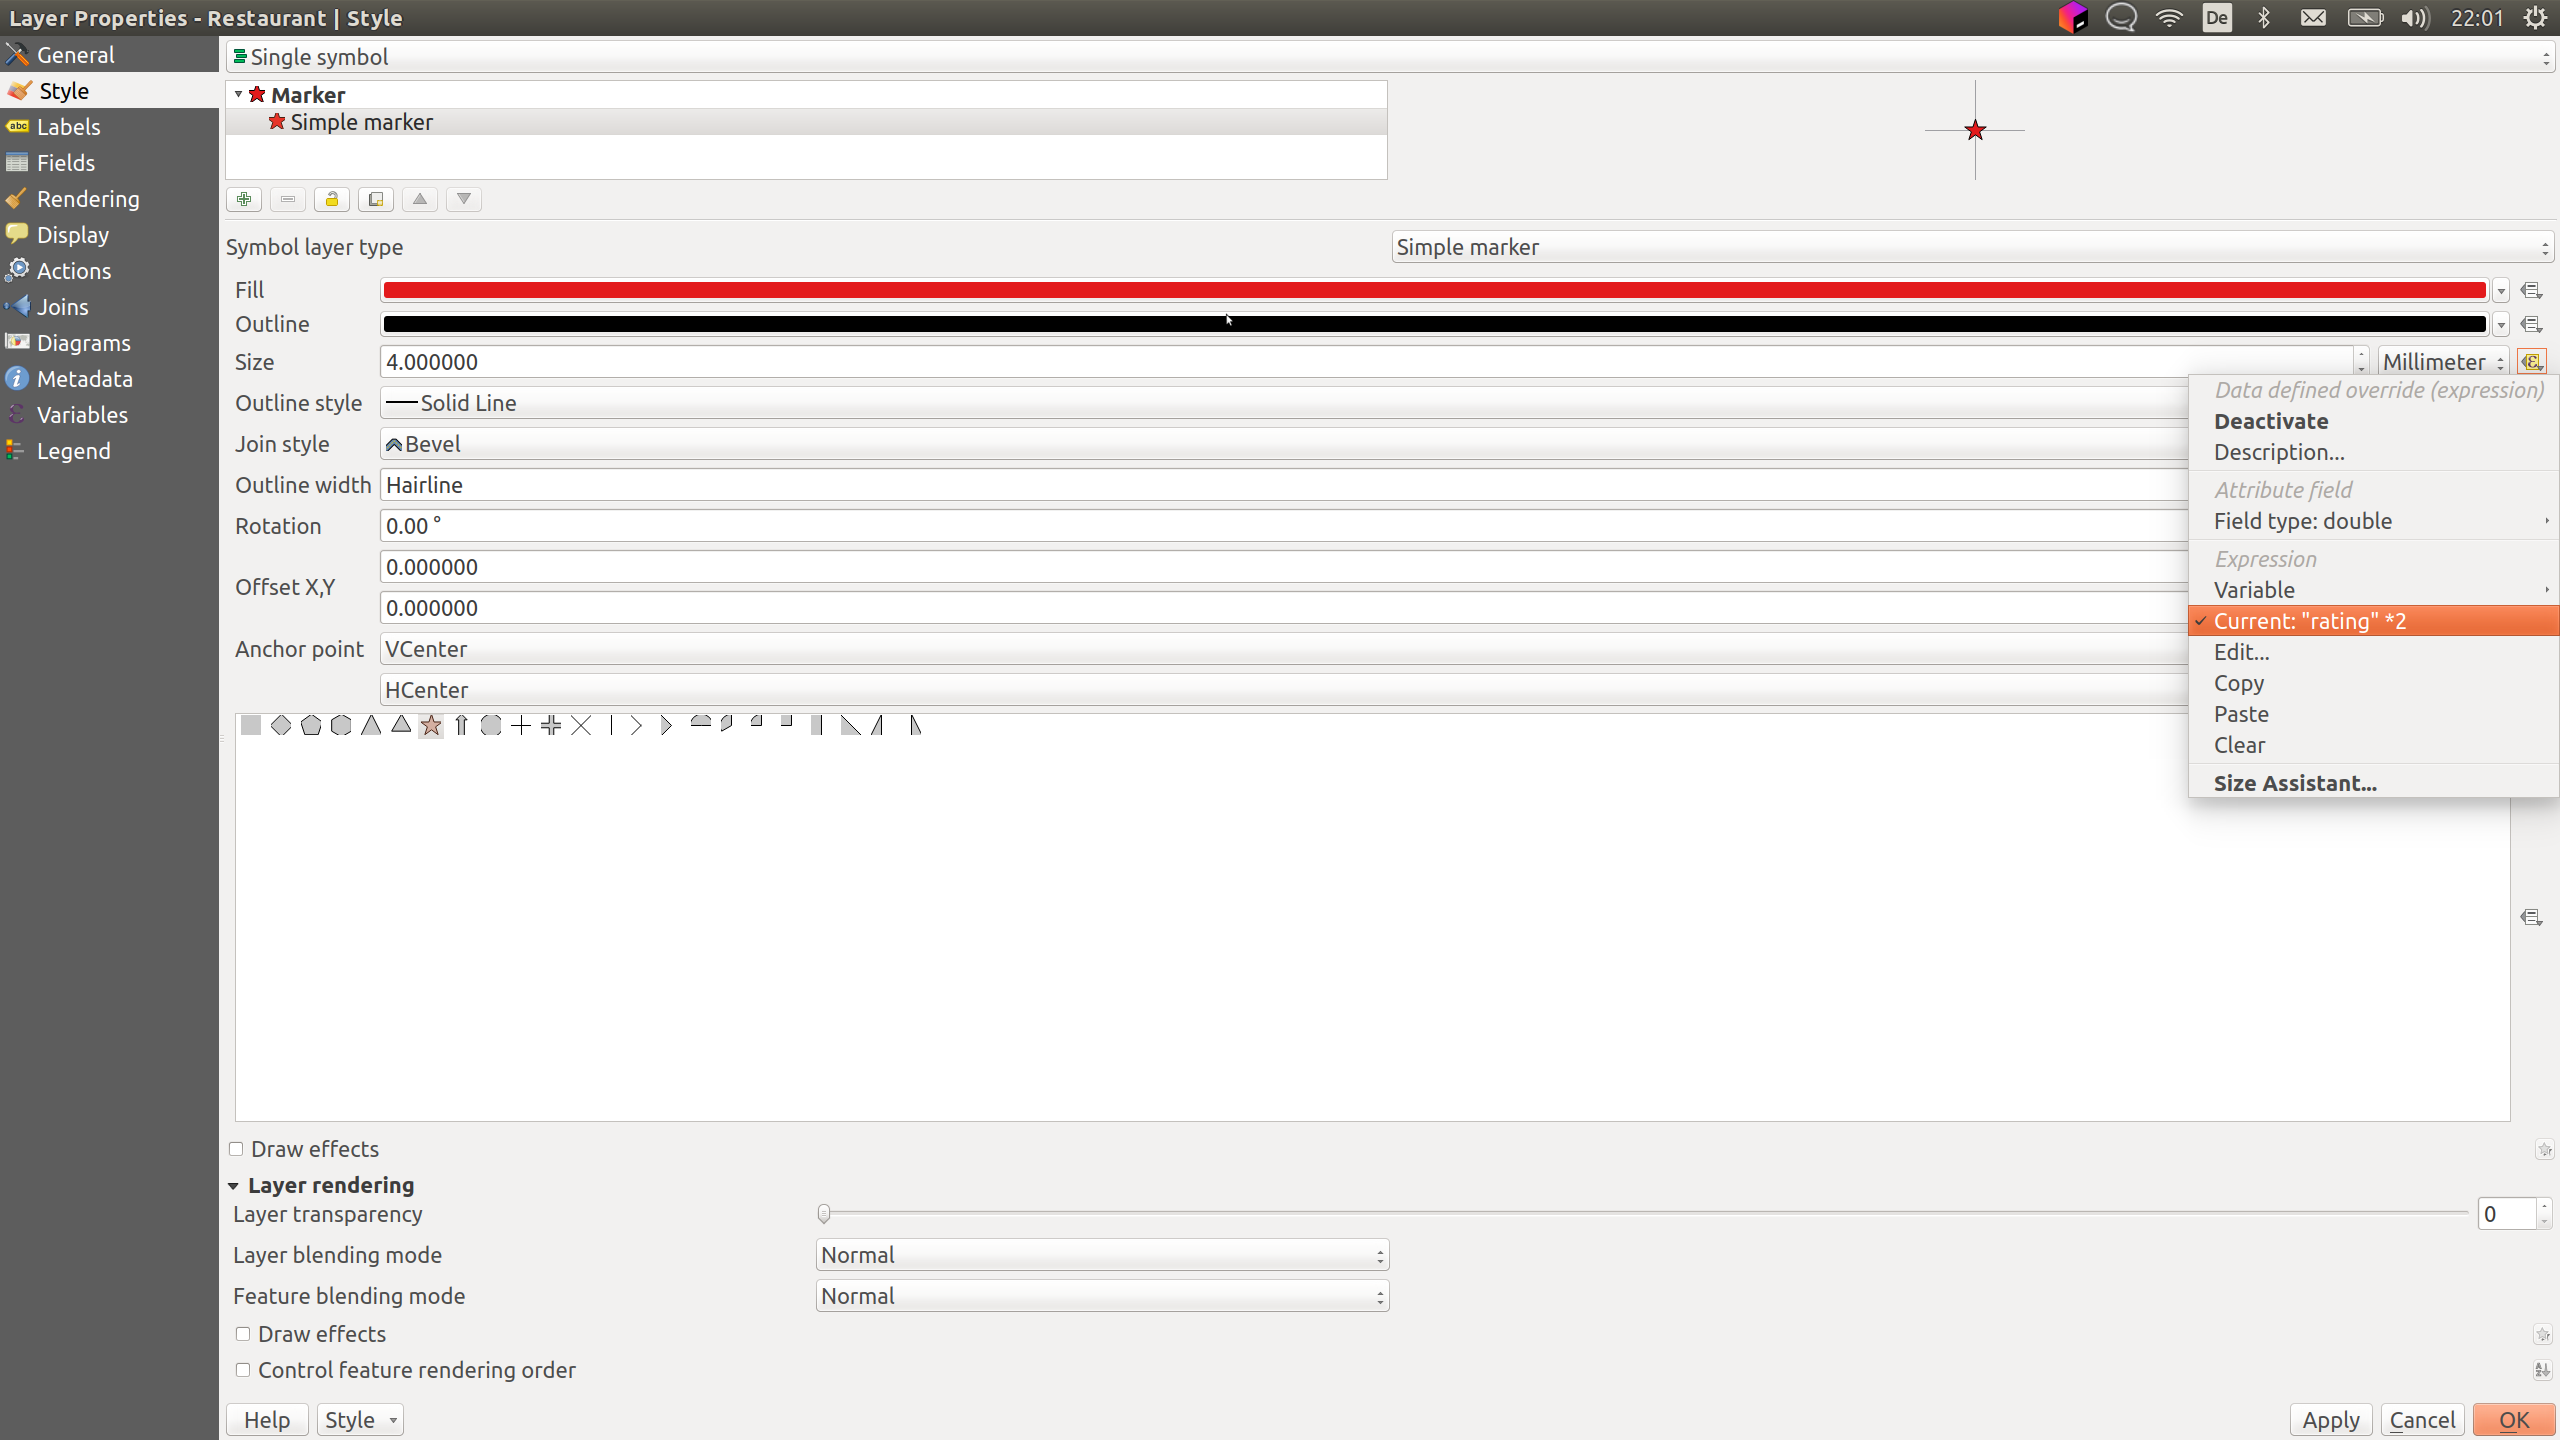 Layer Properties - Restaurant | Style
De
22:01
General
Style
Labels
Fields
Rendering
Display
Actions
Joins
Diagrams
Metadata
Variables
Legend
abc
Single symbol
Marker
Simple marker
Symbol layer type
Simple marker
Fill
Outline
Size
4.000000
Millimeter
Outline style
Solid Line
Join style
Bevel
Outline width
Hairline
Rotation
0.00 °
Offset X,Y
0.000000
0.000000
Anchor point
VCenter
HCenter
Data defined override (expression)
Deactivate
Description...
Attribute field
Field type: double
Expression
Variable
Current: "rating" *2
Edit...
Copy
Paste
Clear
Size Assistant...
Draw effects
Layer rendering
Layer transparency
0
Layer blending mode
Normal
Feature blending mode
Normal
Draw effects
Control feature rendering order
Help
Style
Apply
Cancel
OK